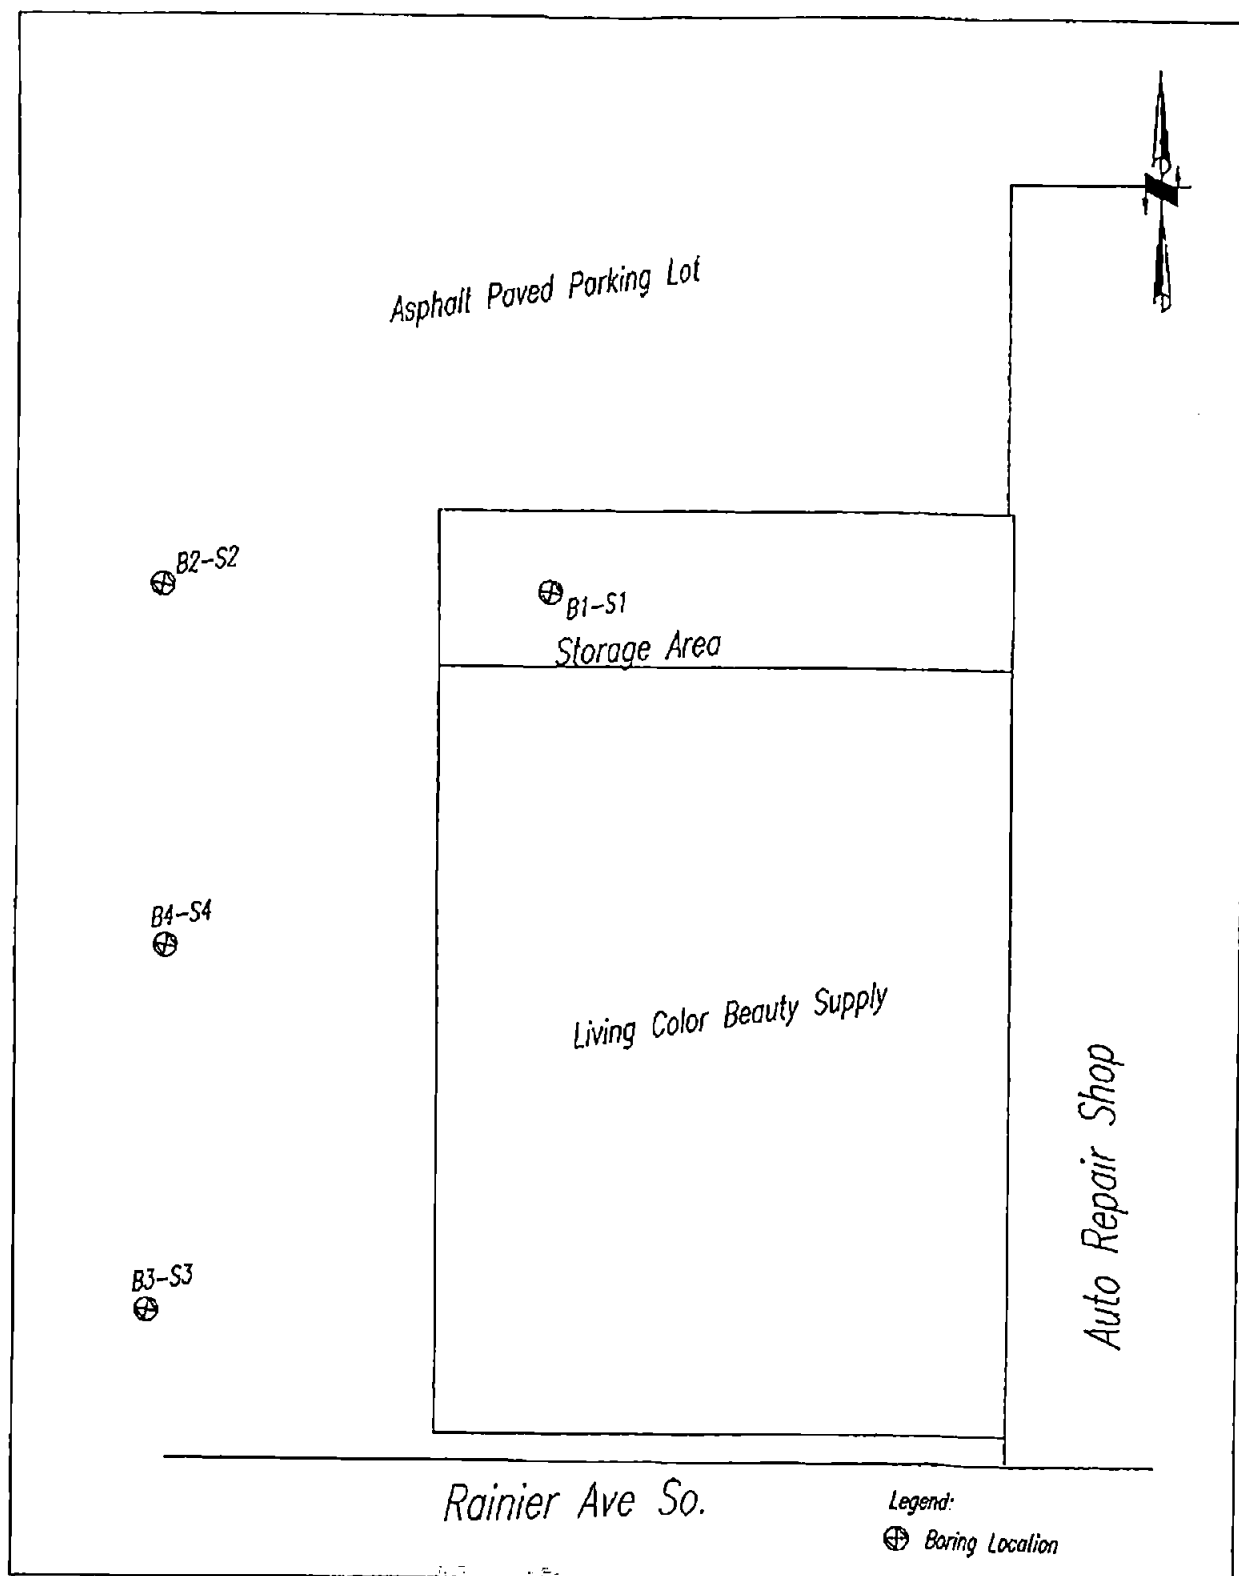 Asphalt Paved Parking Lot
B2-S2
B1-S1
Storage Area
B4-S4
Living Color Beauty Supply
Auto Repair Shop
B3-S3
Rainier Ave So.
Legend:
Boring Location